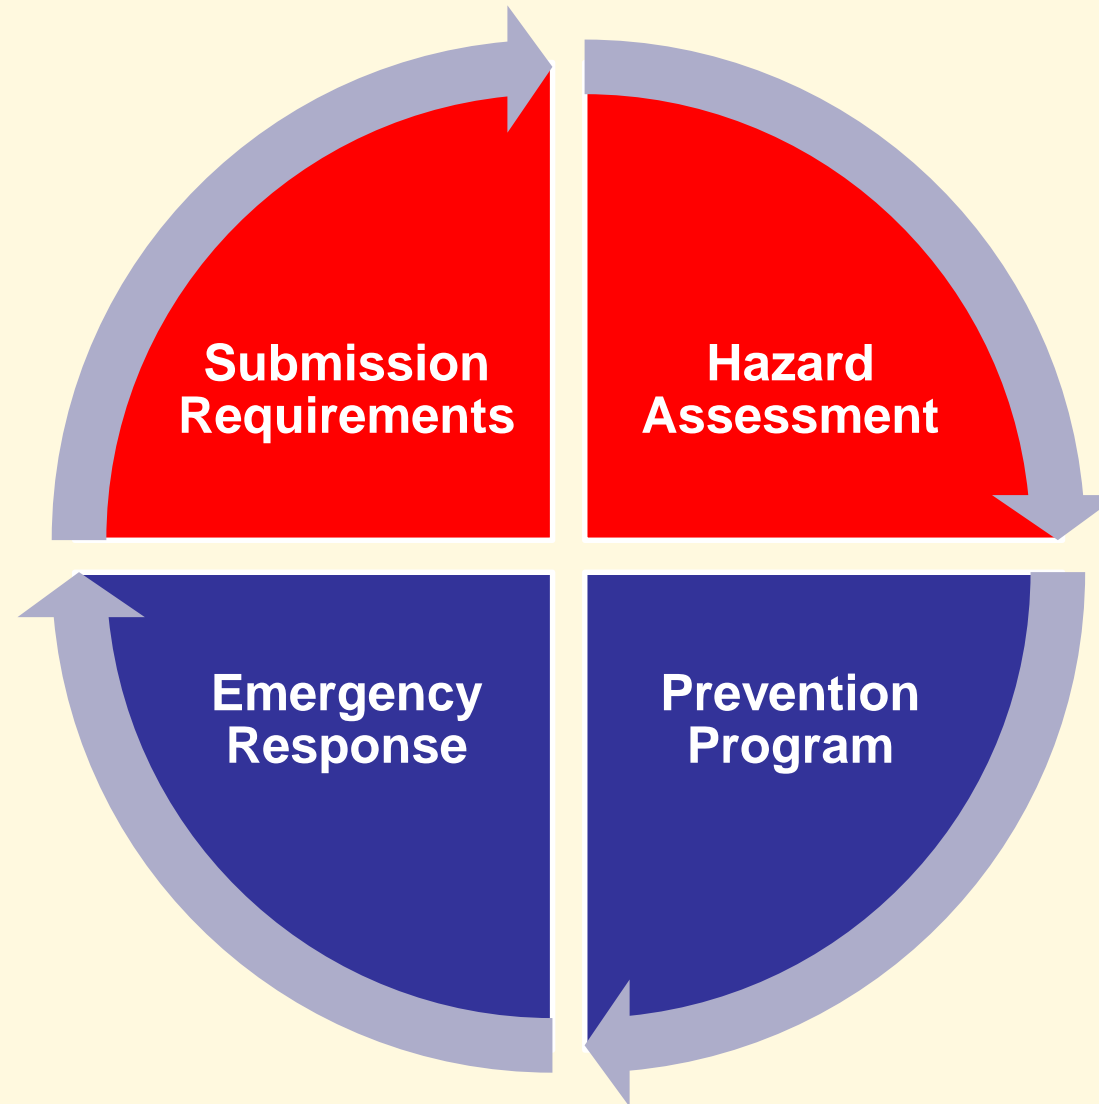 Submission
Requirements
Hazard
Assessment
Emergency
Response
Prevention
Program